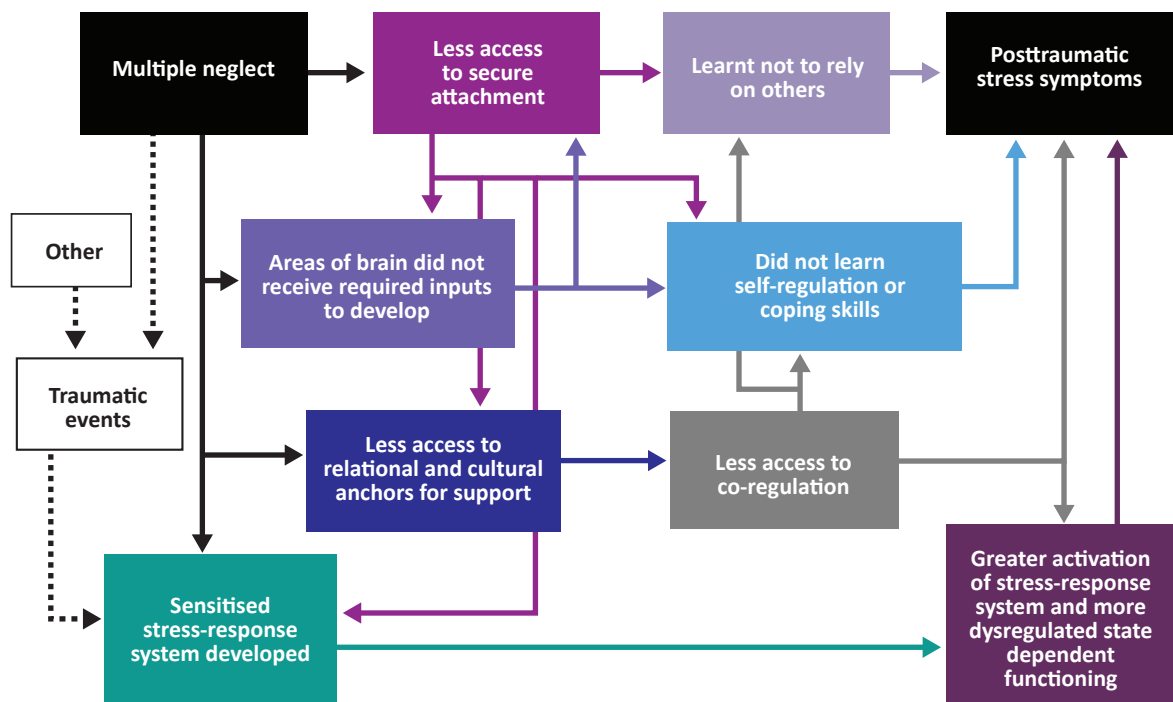 Multiple neglect
Less access
to secure
attachment
Learnt not to rely
on others
Posttraumatic
stress symptoms
Other
Areas of brain did not
receive required inputs
to develop
Did not learn
self-regulation or
coping skills
Traumatic
events
Less access to
relational and cultural
anchors for support
Less access to
co-regulation
Sensitised
stress-response
system developed
Greater activation
of stress-response
system and more
dysregulated state
dependent
functioning